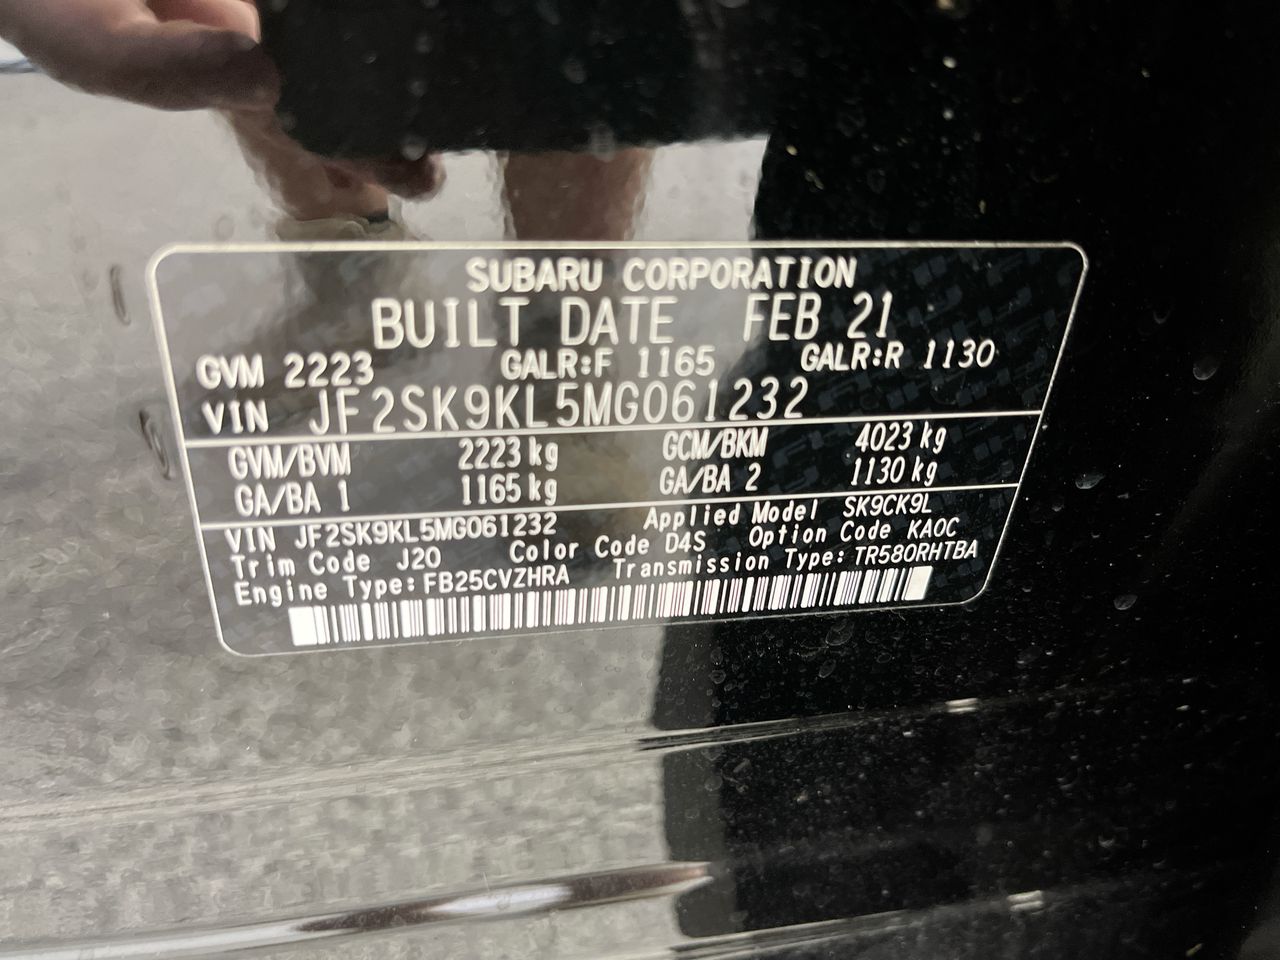 SUBARU CORPORATION
BUILT DATE FEB 21
GVM 2223 GALR:F 1165 GALR:R 1130
VIN JF2SK9KL5MG061232
GVM/BVM 2223 kg GCM/BKM 4023 kg
GA/BA 1 1165 kg GA/BA 2 1130 kg
VIN JF2SK9KL5MG061232 Applied Model SK9CK9L
Trim Code J20 Color Code D4S Option Code KA0C
Engine Type:FB25CVZHRA Transmission Type:TR580RHTBA